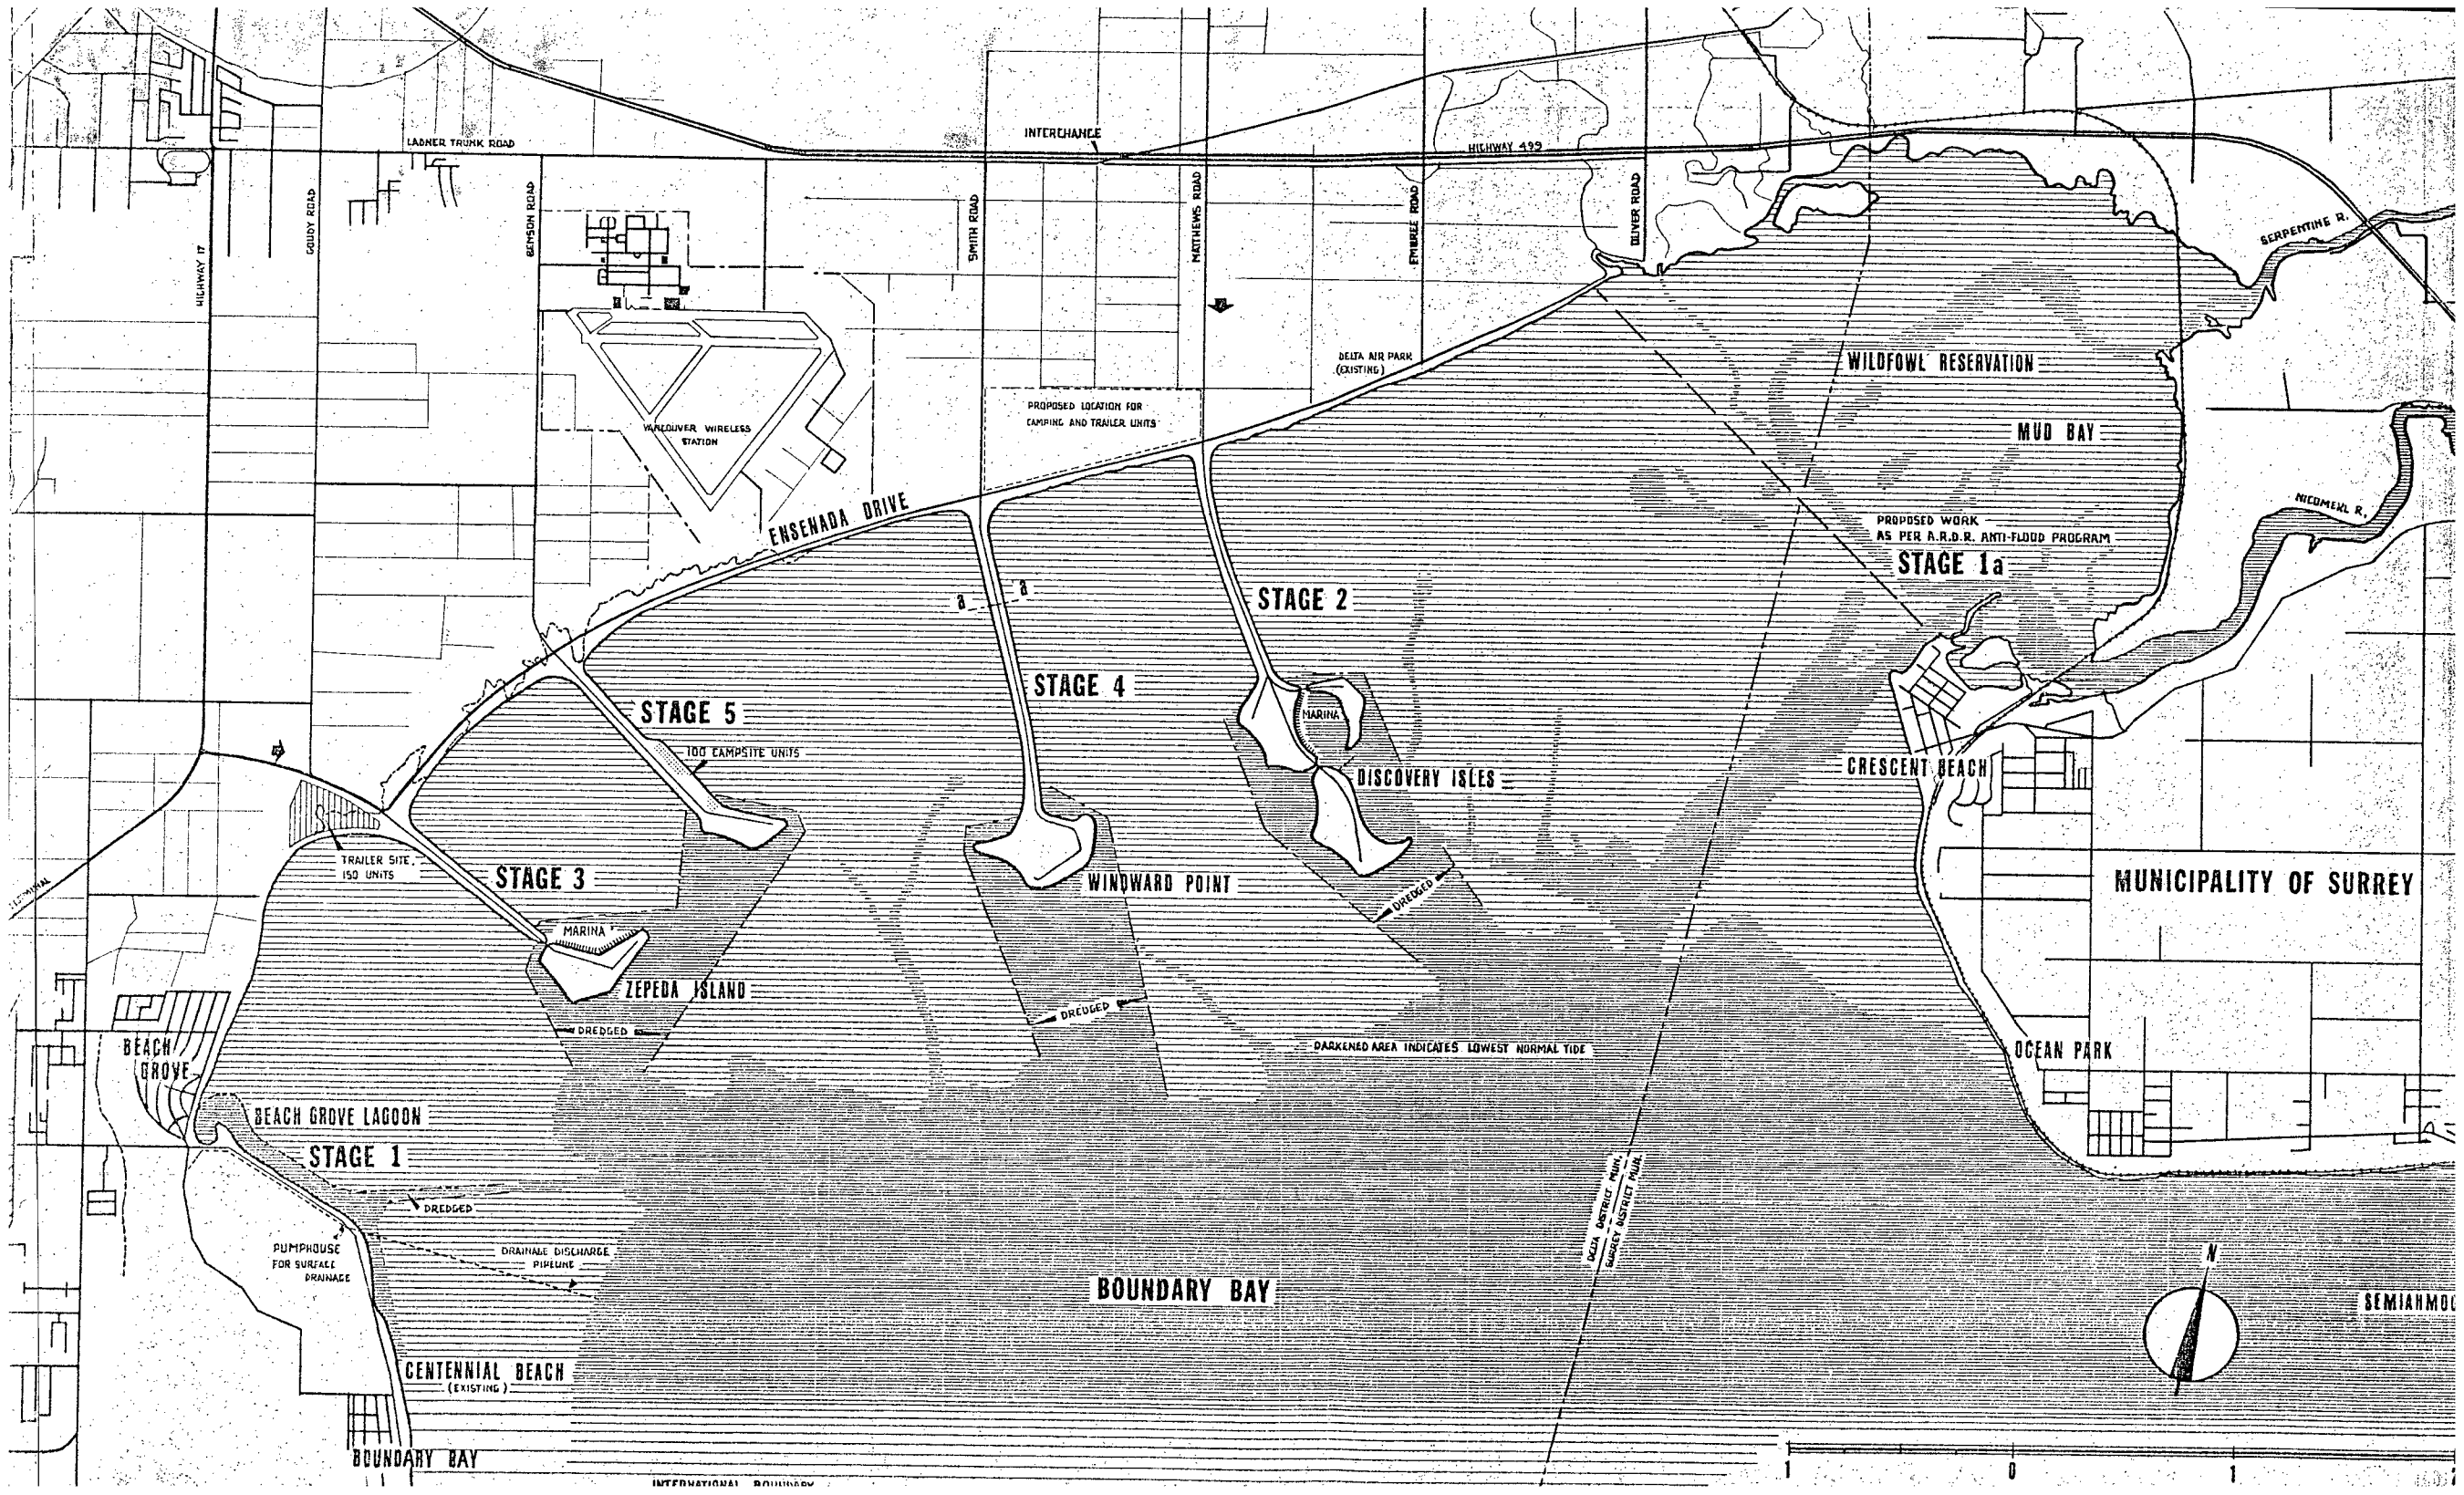 INTERCHANGE
LADNER TRUNK ROAD
HIGHWAY 499
HIGHWAY 17
GOUDY ROAD
BENSON ROAD
SMITH ROAD
MATTHEWS ROAD
EMBREE ROAD
OLIVER ROAD
SERPENTINE R.
DELTA AIR PARK
(EXISTING)
WILDFOWL RESERVATION
PROPOSED LOCATION FOR
CAMPING AND TRAILER UNITS
VANCOUVER WIRELESS
STATION
MUD BAY
ENSENADA DRIVE
NICOMEKL R.
PROPOSED WORK
AS PER A.R.D.R. ANTI-FLOOD PROGRAM
STAGE 1a
a
a
STAGE 2
STAGE 4
STAGE 5
MARINA
100 CAMPSITE UNITS
DISCOVERY ISLES
CRESCENT BEACH
TRAILER SITE,
150 UNITS
STAGE 3
WINDWARD POINT
DREDGED
MUNICIPALITY OF SURREY
MARINA
ZEPEDA ISLAND
DREDGED
DREDGED
BEACH
GROVE
DARKENED AREA INDICATES LOWEST NORMAL TIDE
OCEAN PARK
BEACH GROVE LAGOON
STAGE 1
DREDGED
DELTA DISTRICT MUN.
SURREY DISTRICT MUN.
PUMPHOUSE
FOR SURFACE
DRAINAGE
DRAINAGE DISCHARGE
PIPELINE
BOUNDARY BAY
N
SEMIAHMOO
CENTENNIAL BEACH
(EXISTING)
BOUNDARY BAY
INTERNATIONAL BOUNDARY
1
0
1